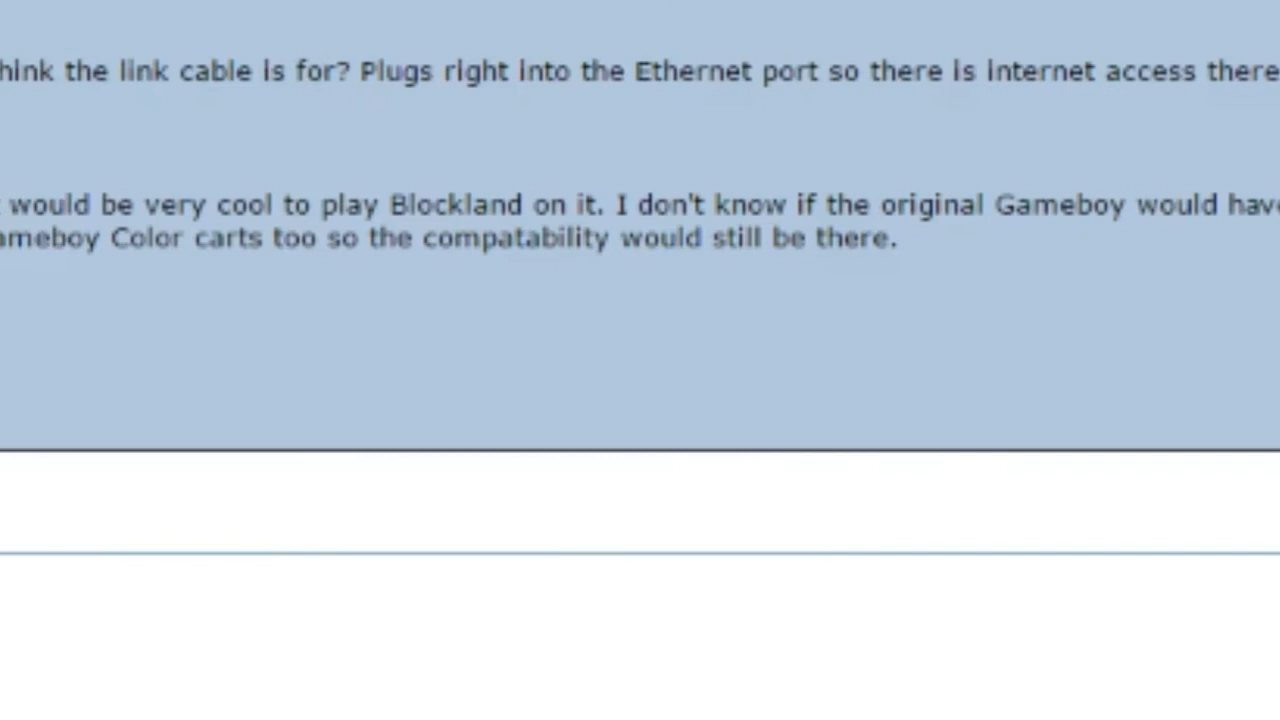 hink the link cable is for? Plugs right into the Ethernet port so there is internet access there
would be very cool to play Blockland on it. I don't know if the original Gameboy would have
ameboy Color carts too so the compatability would still be there.